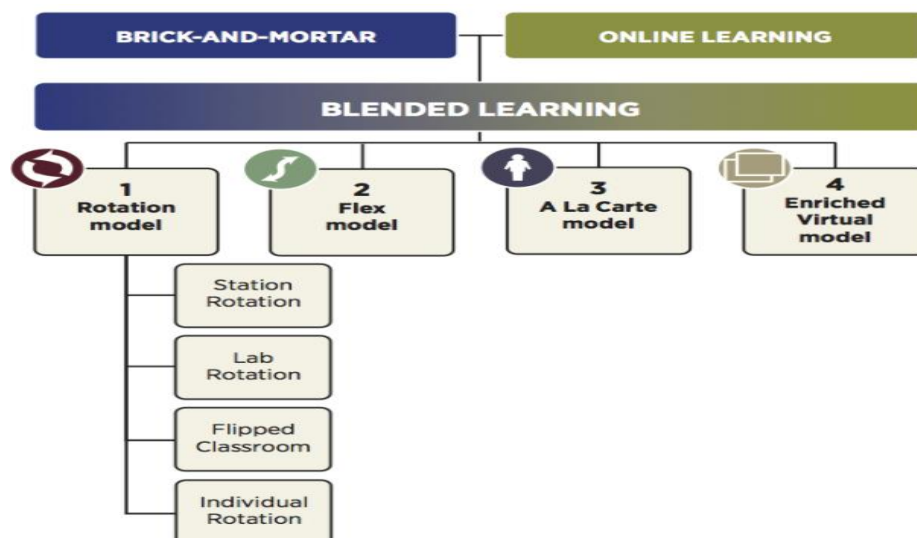 BRICK-AND-MORTAR
ONLINE LEARNING
BLENDED LEARNING
1
Rotation
model
2
Flex
model
3
A La Carte
model
4
Enriched
Virtual
model
Station
Rotation
Lab
Rotation
Flipped
Classroom
Individual
Rotation